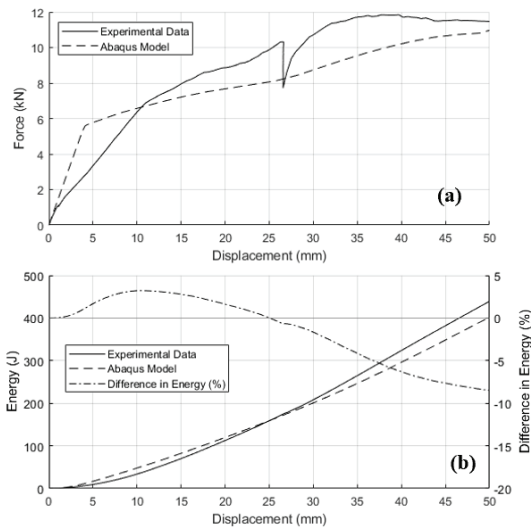 12
10
8
6
4
2
0
Force (kN)
Experimental Data
Abaqus Model
(a)
0 5 10 15 20 25 30 35 40 45 50
Displacement (mm)
500
400
300
200
100
0
Energy (J)
Experimental Data
Abaqus Model
Difference in Energy (%)
(b)
5
0
-5
-10
-15
-20
Difference in Energy (%)
0 5 10 15 20 25 30 35 40 45 50
Displacement (mm)